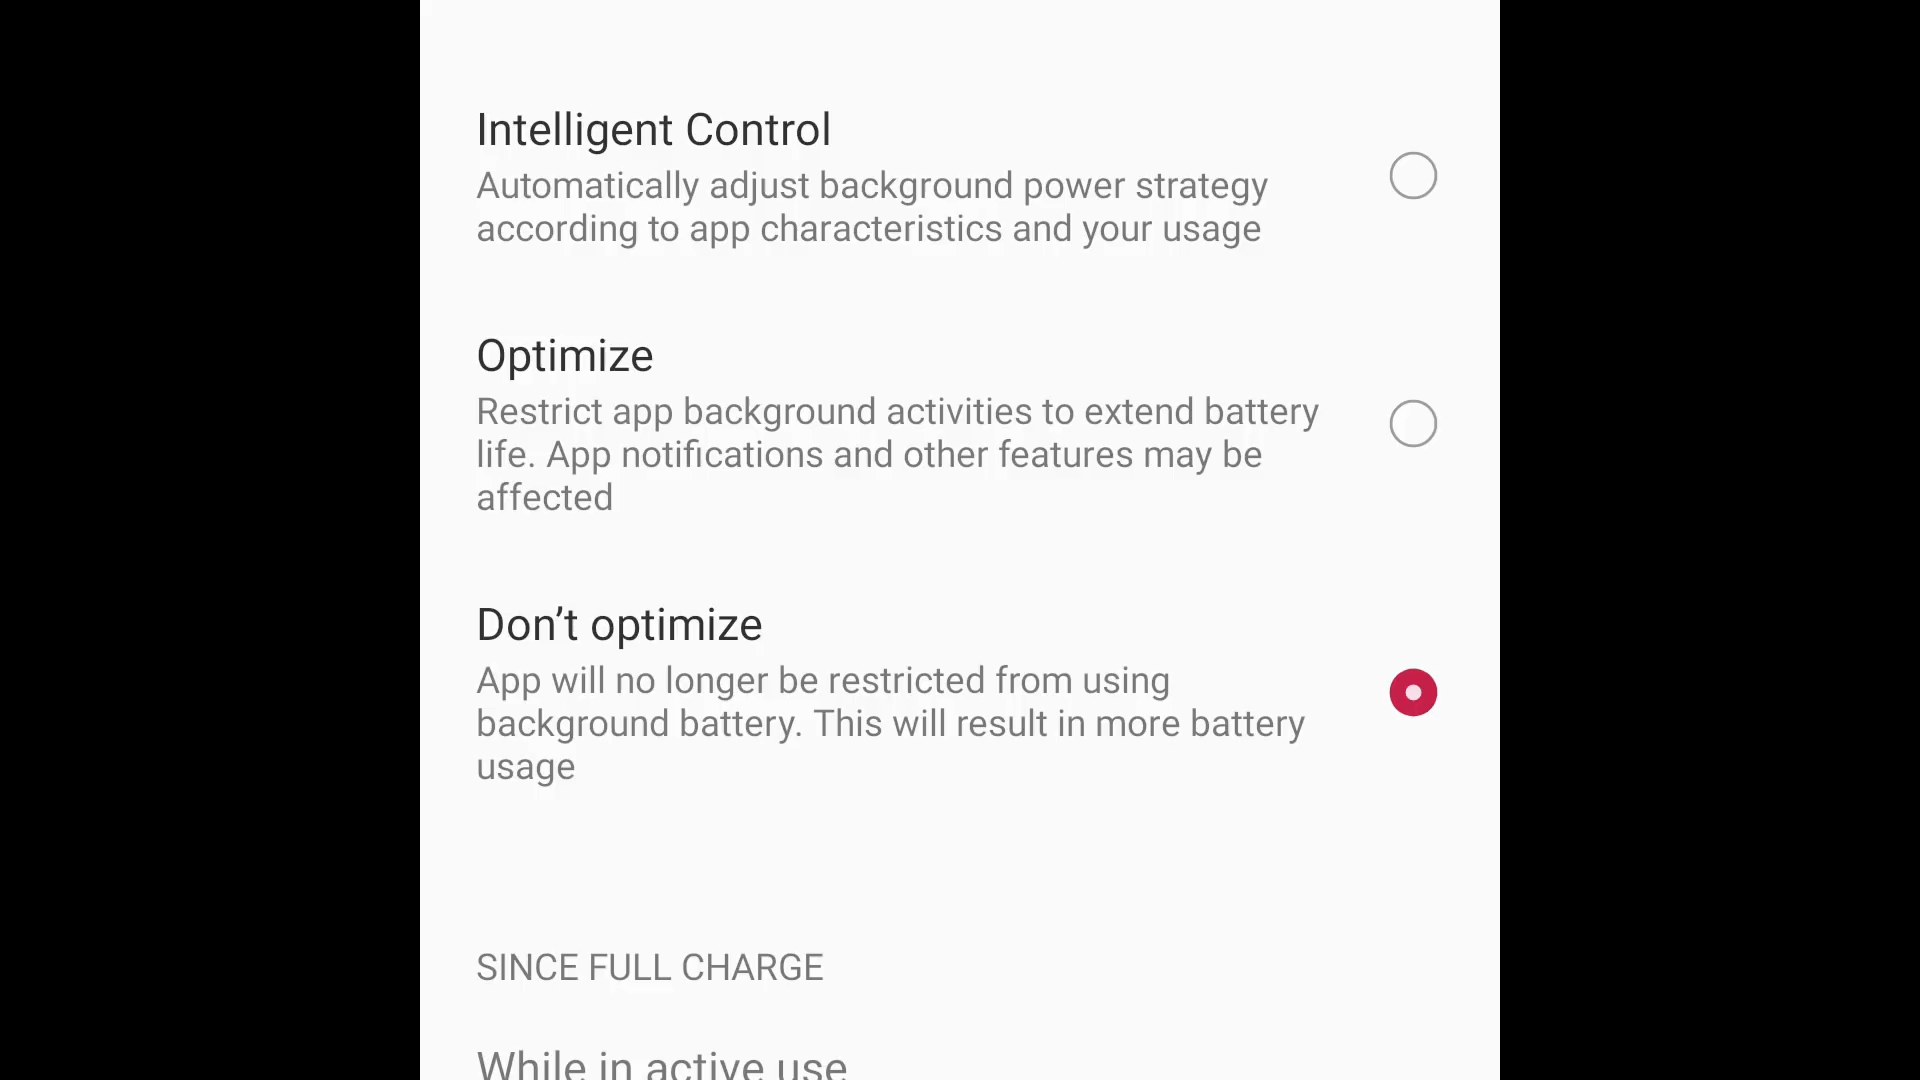 Intelligent Control
Automatically adjust background power strategy
according to app characteristics and your usage
Optimize
Restrict app background activities to extend battery
life. App notifications and other features may be
affected
Don’t optimize
App will no longer be restricted from using
background battery. This will result in more battery
usage
SINCE FULL CHARGE
While in active use